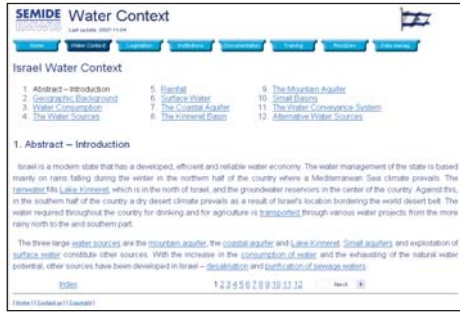 SEMIDE Water Context
Last update: 2007-11-04
Home Water Context Legislation Institutions Documentation Training Data manag.
Israel Water Context
1. Abstract – Introduction 5. Rainfall 9. The Mountain Aquifer
2. Geographic Background 6. Surface Water 10. Small Basins
3. Water Consumption 7. The Coastal Aquifer 11. The Water Conveyance System
4. The Water Sources 8. The Kinneret Basin 12. Alternative Water Sources
1. Abstract – Introduction
Israel is a modern state that has a developed, efficient and reliable water economy. The water management of the state is based
mainly on rains falling during the winter in the northern half of the country where a Mediterranean Sea climate prevails. The
rainwater fills Lake Kinneret, which is in the north of Israel, and the groundwater reservoirs in the center of the country. Against this,
in the southern half of the country a dry desert climate prevails as a result of Israel's location bordering the world desert belt. The
water required throughout the country for drinking and for agriculture is transported through various water projects from the more
rainy north to the arid southern part.
The three large water sources are the mountain aquifer, the coastal aquifer and Lake Kinneret. Small aquifers and exploitation of
surface water constitute other sources. With the increase in the consumption of water and the exhausting of the natural water
potential, other sources have been developed in Israel – desalination and purification of sewage waters.
Index 1 2 3 4 5 6 7 8 9 10 11 12 Next
[ Home ] [ Contact us ] [ Copyright ]